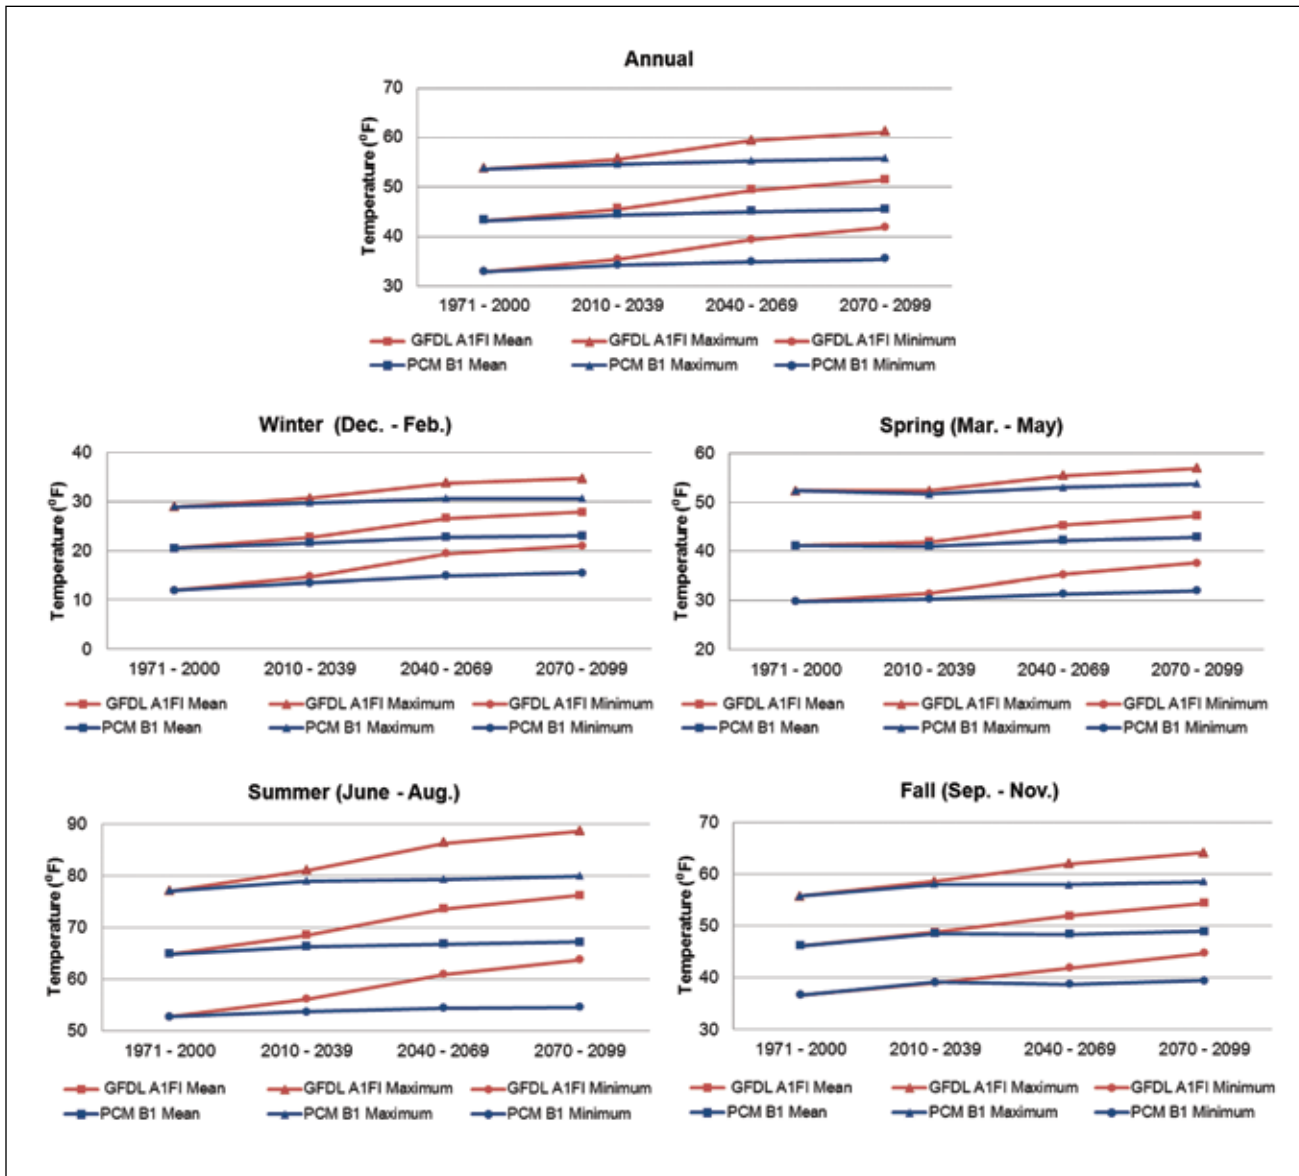 Annual
Temperature (⁰F)
70
60
50
40
30
1971 - 2000 2010 - 2039 2040 - 2069 2070 - 2099
GFDL A1FI Mean GFDL A1FI Maximum GFDL A1FI Minimum
PCM B1 Mean PCM B1 Maximum PCM B1 Minimum
Winter (Dec. - Feb.)
Temperature (⁰F)
40
30
20
10
0
1971 - 2000 2010 - 2039 2040 - 2069 2070 - 2099
GFDL A1FI Mean GFDL A1FI Maximum GFDL A1FI Minimum
PCM B1 Mean PCM B1 Maximum PCM B1 Minimum
Spring (Mar. - May)
Temperature (⁰F)
60
50
40
30
20
1971 - 2000 2010 - 2039 2040 - 2069 2070 - 2099
GFDL A1FI Mean GFDL A1FI Maximum GFDL A1FI Minimum
PCM B1 Mean PCM B1 Maximum PCM B1 Minimum
Summer (June - Aug.)
Temperature (⁰F)
90
80
70
60
50
1971 - 2000 2010 - 2039 2040 - 2069 2070 - 2099
GFDL A1FI Mean GFDL A1FI Maximum GFDL A1FI Minimum
PCM B1 Mean PCM B1 Maximum PCM B1 Minimum
Fall (Sep. - Nov.)
Temperature (⁰F)
70
60
50
40
30
1971 - 2000 2010 - 2039 2040 - 2069 2070 - 2099
GFDL A1FI Mean GFDL A1FI Maximum GFDL A1FI Minimum
PCM B1 Mean PCM B1 Maximum PCM B1 Minimum